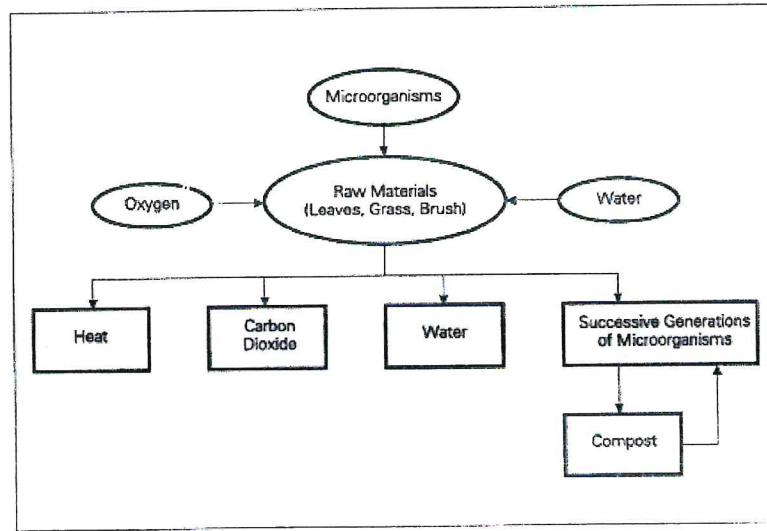 Microorganisms
Raw Materials
(Leaves, Grass, Brush)
Oxygen
Water
Heat
Carbon
Dioxide
Water
Successive Generations
of Microorganisms
Compost